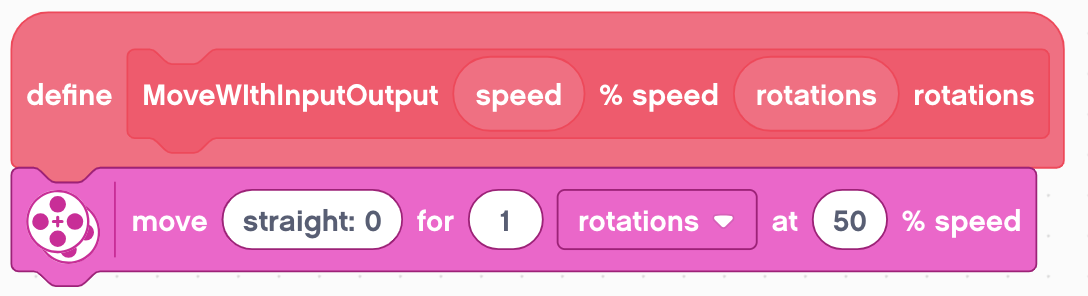 define MoveWIthInputOutput speed % speed rotations rotations
move straight: 0 for 1 rotations at 50 % speed